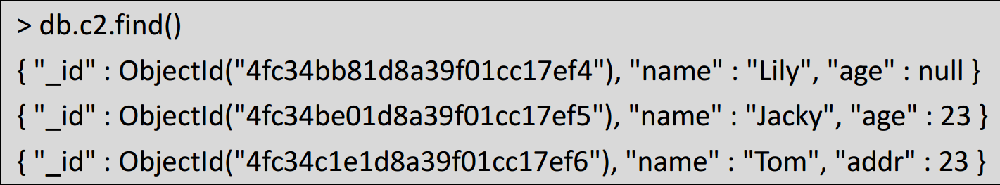 > db.c2.find()
{ "_id" : ObjectId("4fc34bb81d8a39f01cc17ef4"), "name" : "Lily", "age" : null }
{ "_id" : ObjectId("4fc34be01d8a39f01cc17ef5"), "name" : "Jacky", "age" : 23 }
{ "_id" : ObjectId("4fc34c1e1d8a39f01cc17ef6"), "name" : "Tom", "addr" : 23 }